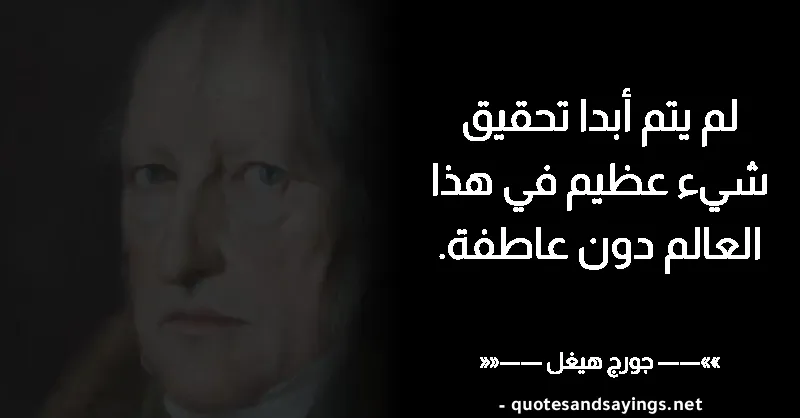 لم يتم أبدا تحقيق
شيء عظيم في هذا
العالم دون عاطفة.
»»—— جورج هيغل ——««
- quotesandsayings.net